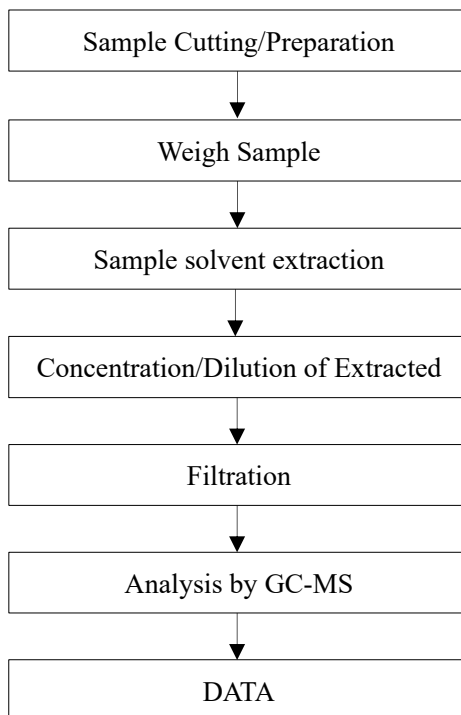 Sample Cutting/Preparation
Weigh Sample
Sample solvent extraction
Concentration/Dilution of Extracted
Filtration
Analysis by GC-MS
DATA